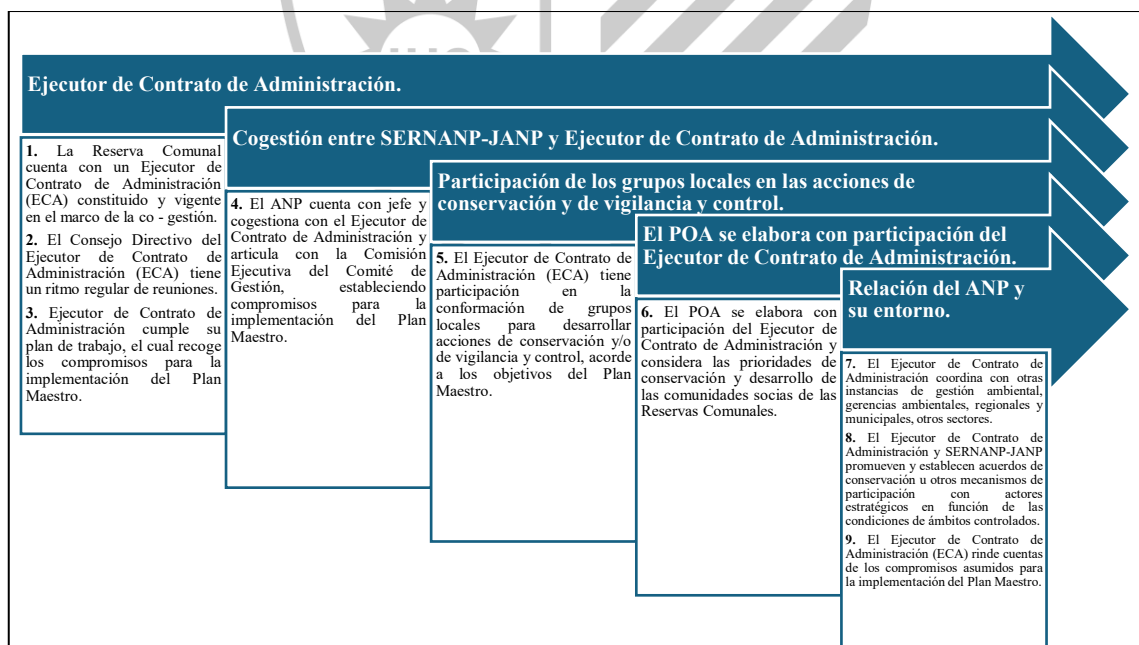 Ejecutor de Contrato de Administración.
1. La Reserva Comunal
cuenta con un Ejecutor de
Contrato de Administración
(ECA) constituido y vigente
en el marco de la co - gestión.
2. El Consejo Directivo del
Ejecutor de Contrato de
Administración (ECA) tiene
un ritmo regular de reuniones.
3. Ejecutor de Contrato de
Administración cumple su
plan de trabajo, el cual recoge
los compromisos para la
implementación del Plan
Maestro.
Cogestión entre SERNANP-JANP y Ejecutor de Contrato de Administración.
4. El ANP cuenta con jefe y
cogestiona con el Ejecutor de
Contrato de Administración y
articula con la Comisión
Ejecutiva del Comité de
Gestión, estableciendo
compromisos para la
implementación del Plan
Maestro.
Participación de los grupos locales en las acciones de
conservación y de vigilancia y control.
5. El Ejecutor de Contrato de
Administración (ECA) tiene
participación en la
conformación de grupos
locales para desarrollar
acciones de conservación y/o
de vigilancia y control, acorde
a los objetivos del Plan
Maestro.
El POA se elabora con participación del
Ejecutor de Contrato de Administración.
6. El POA se elabora con
participación del Ejecutor de
Contrato de Administración y
considera las prioridades de
conservación y desarrollo de
las comunidades socias de las
Reservas Comunales.
Relación del ANP y
su entorno.
7. El Ejecutor de Contrato de
Administración coordina con otras
instancias de gestión ambiental,
gerencias ambientales, regionales y
municipales, otros sectores.
8. El Ejecutor de Contrato de
Administración y SERNANP-JANP
promueven y establecen acuerdos de
conservación u otros mecanismos de
participación con actores
estratégicos en función de las
condiciones de ámbitos controlados.
9. El Ejecutor de Contrato de
Administración (ECA) rinde cuentas
de los compromisos asumidos para
la implementación del Plan Maestro.